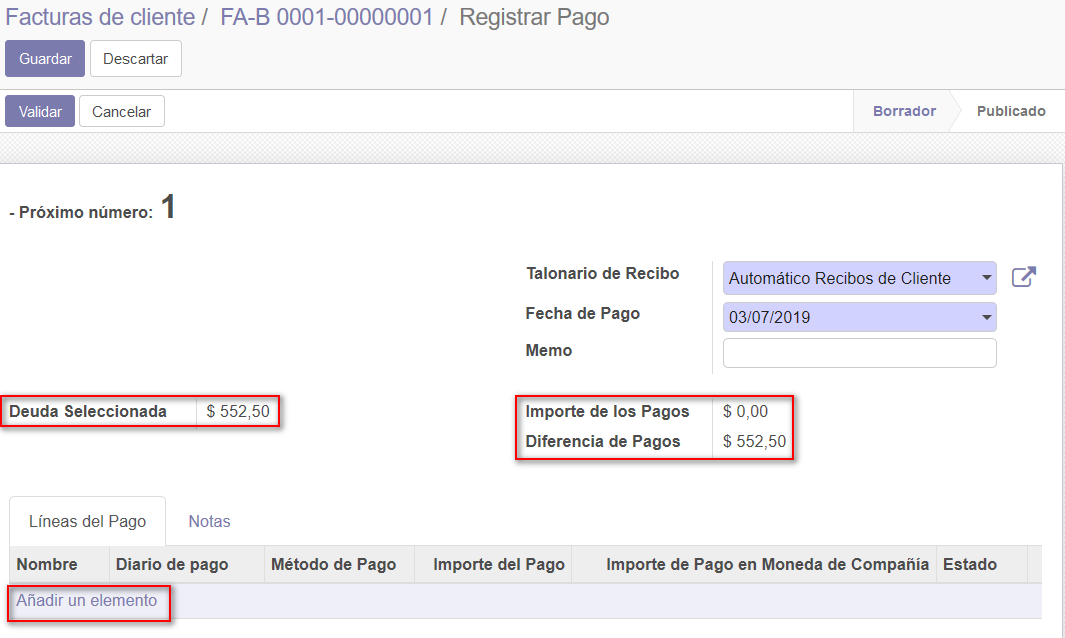 Facturas de cliente / FA-B 0001-00000001 / Registrar Pago
Guardar Descartar
Validar Cancelar Borrador Publicado
- Próximo número: 1
Talonario de Recibo Automático Recibos de Cliente
Fecha de Pago 03/07/2019
Memo
Deuda Seleccionada $ 552,50 Importe de los Pagos $ 0,00
Diferencia de Pagos $ 552,50
Líneas del Pago Notas
Nombre Diario de pago Método de Pago Importe del Pago Importe de Pago en Moneda de Compañía Estado
Añadir un elemento